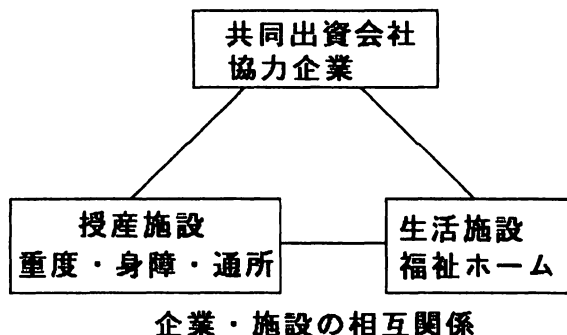 共同出資会社
協力企業
授産施設
重度・身障・通所
生活施設
福祉ホーム
企業・施設の相互関係